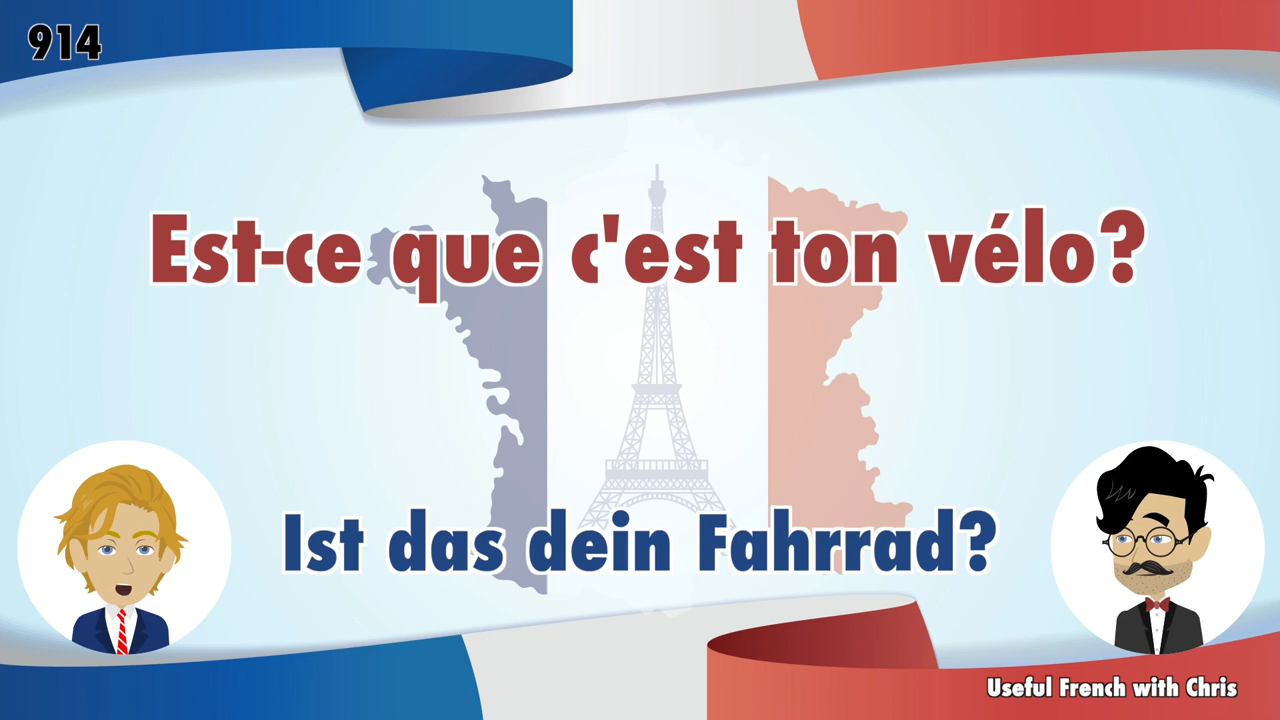 914
Est-ce que c'est ton vélo?
Ist das dein Fahrrad?
Useful French with Chris